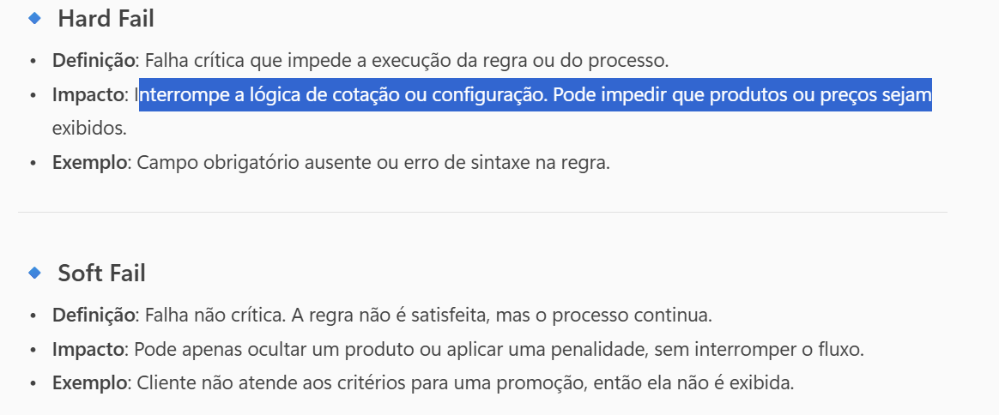 Hard Fail
• Definição: Falha crítica que impede a execução da regra ou do processo.
• Impacto: Interrompe a lógica de cotação ou configuração. Pode impedir que produtos ou preços sejam
exibidos.
• Exemplo: Campo obrigatório ausente ou erro de sintaxe na regra.
Soft Fail
• Definição: Falha não crítica. A regra não é satisfeita, mas o processo continua.
• Impacto: Pode apenas ocultar um produto ou aplicar uma penalidade, sem interromper o fluxo.
• Exemplo: Cliente não atende aos critérios para uma promoção, então ela não é exibida.